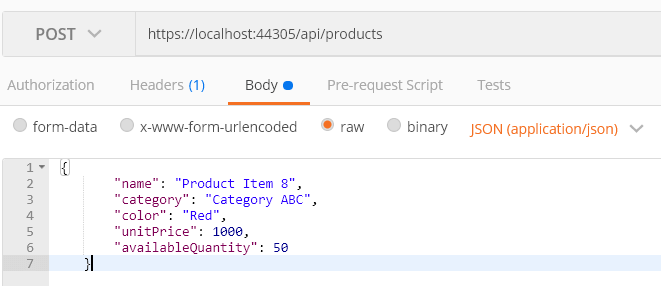 POST https://localhost:44305/api/products
Authorization Headers (1) Body Pre-request Script Tests
form-data x-www-form-urlencoded raw binary JSON (application/json)
1 {
2 "name": "Product Item 8",
3 "category": "Category ABC",
4 "color": "Red",
5 "unitPrice": 1000,
6 "availableQuantity": 50
7 }